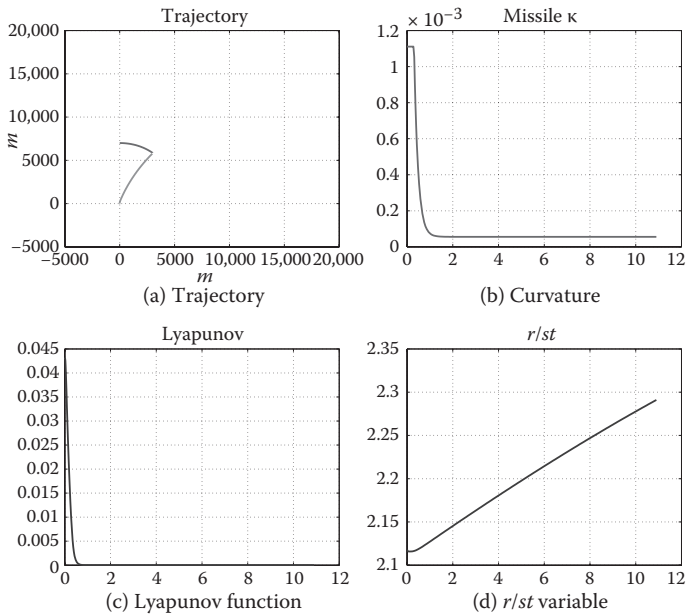 Trajectory
20,000
15,000
10,000
5000
0
−5000
m
−5000 0 5000 10,000 15,000 20,000
m
(a) Trajectory
Missile κ
× 10−3
1.2
1
0.8
0.6
0.4
0.2
0
0 2 4 6 8 10 12
(b) Curvature
Lyapunov
0.045
0.04
0.035
0.03
0.025
0.02
0.015
0.01
0.005
0
0 2 4 6 8 10 12
(c) Lyapunov function
r/st
2.35
2.3
2.25
2.2
2.15
2.1
0 2 4 6 8 10 12
(d) r/st variable